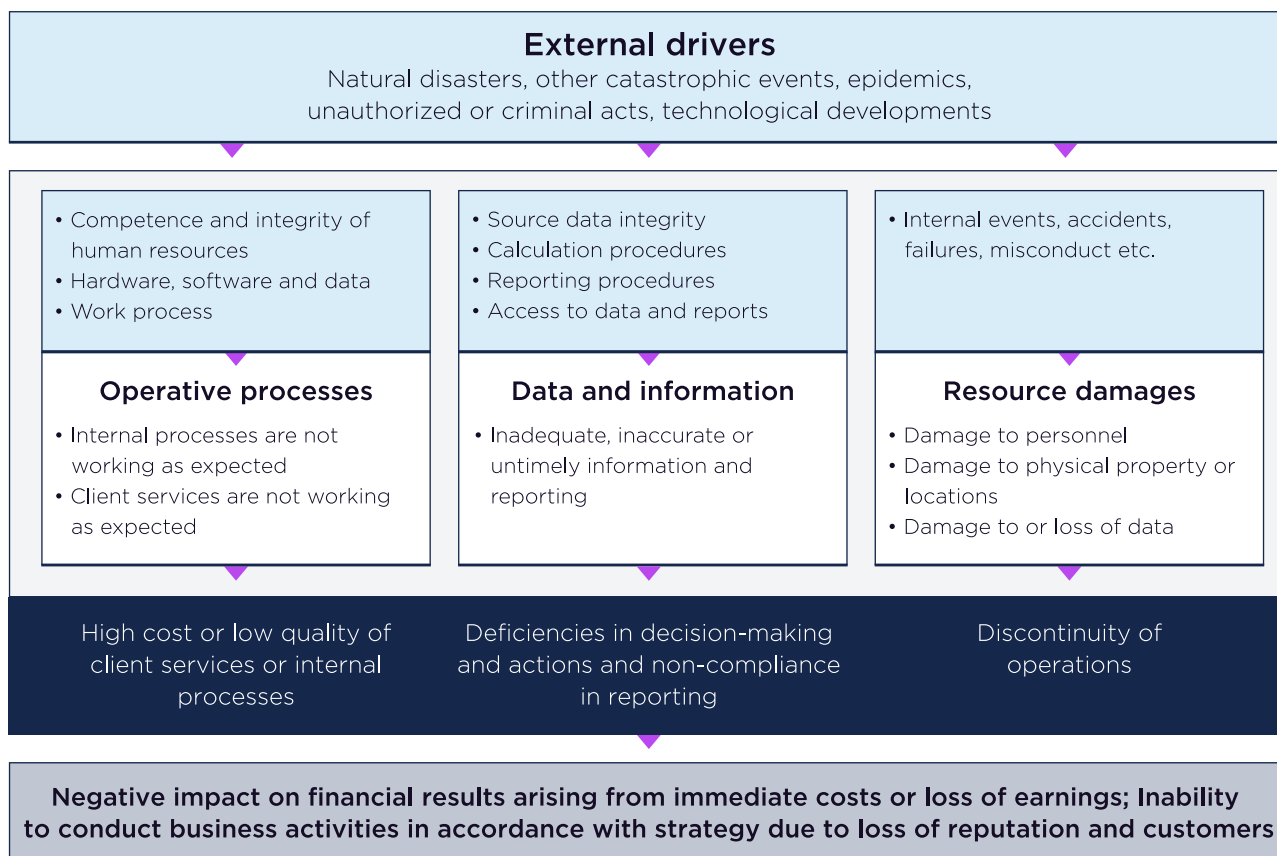 External drivers
Natural disasters, other catastrophic events, epidemics,
unauthorized or criminal acts, technological developments
• Competence and integrity of
human resources
• Hardware, software and data
• Work process
Operative processes
• Internal processes are not
working as expected
• Client services are not working
as expected
• Source data integrity
• Calculation procedures
• Reporting procedures
• Access to data and reports
Data and information
• Inadequate, inaccurate or
untimely information and
reporting
• Internal events, accidents,
failures, misconduct etc.
Resource damages
• Damage to personnel
• Damage to physical property or
locations
• Damage to or loss of data
High cost or low quality of
client services or internal
processes
Deficiencies in decision-making
and actions and non-compliance
in reporting
Discontinuity of
operations
Negative impact on financial results arising from immediate costs or loss of earnings; Inability
to conduct business activities in accordance with strategy due to loss of reputation and customers